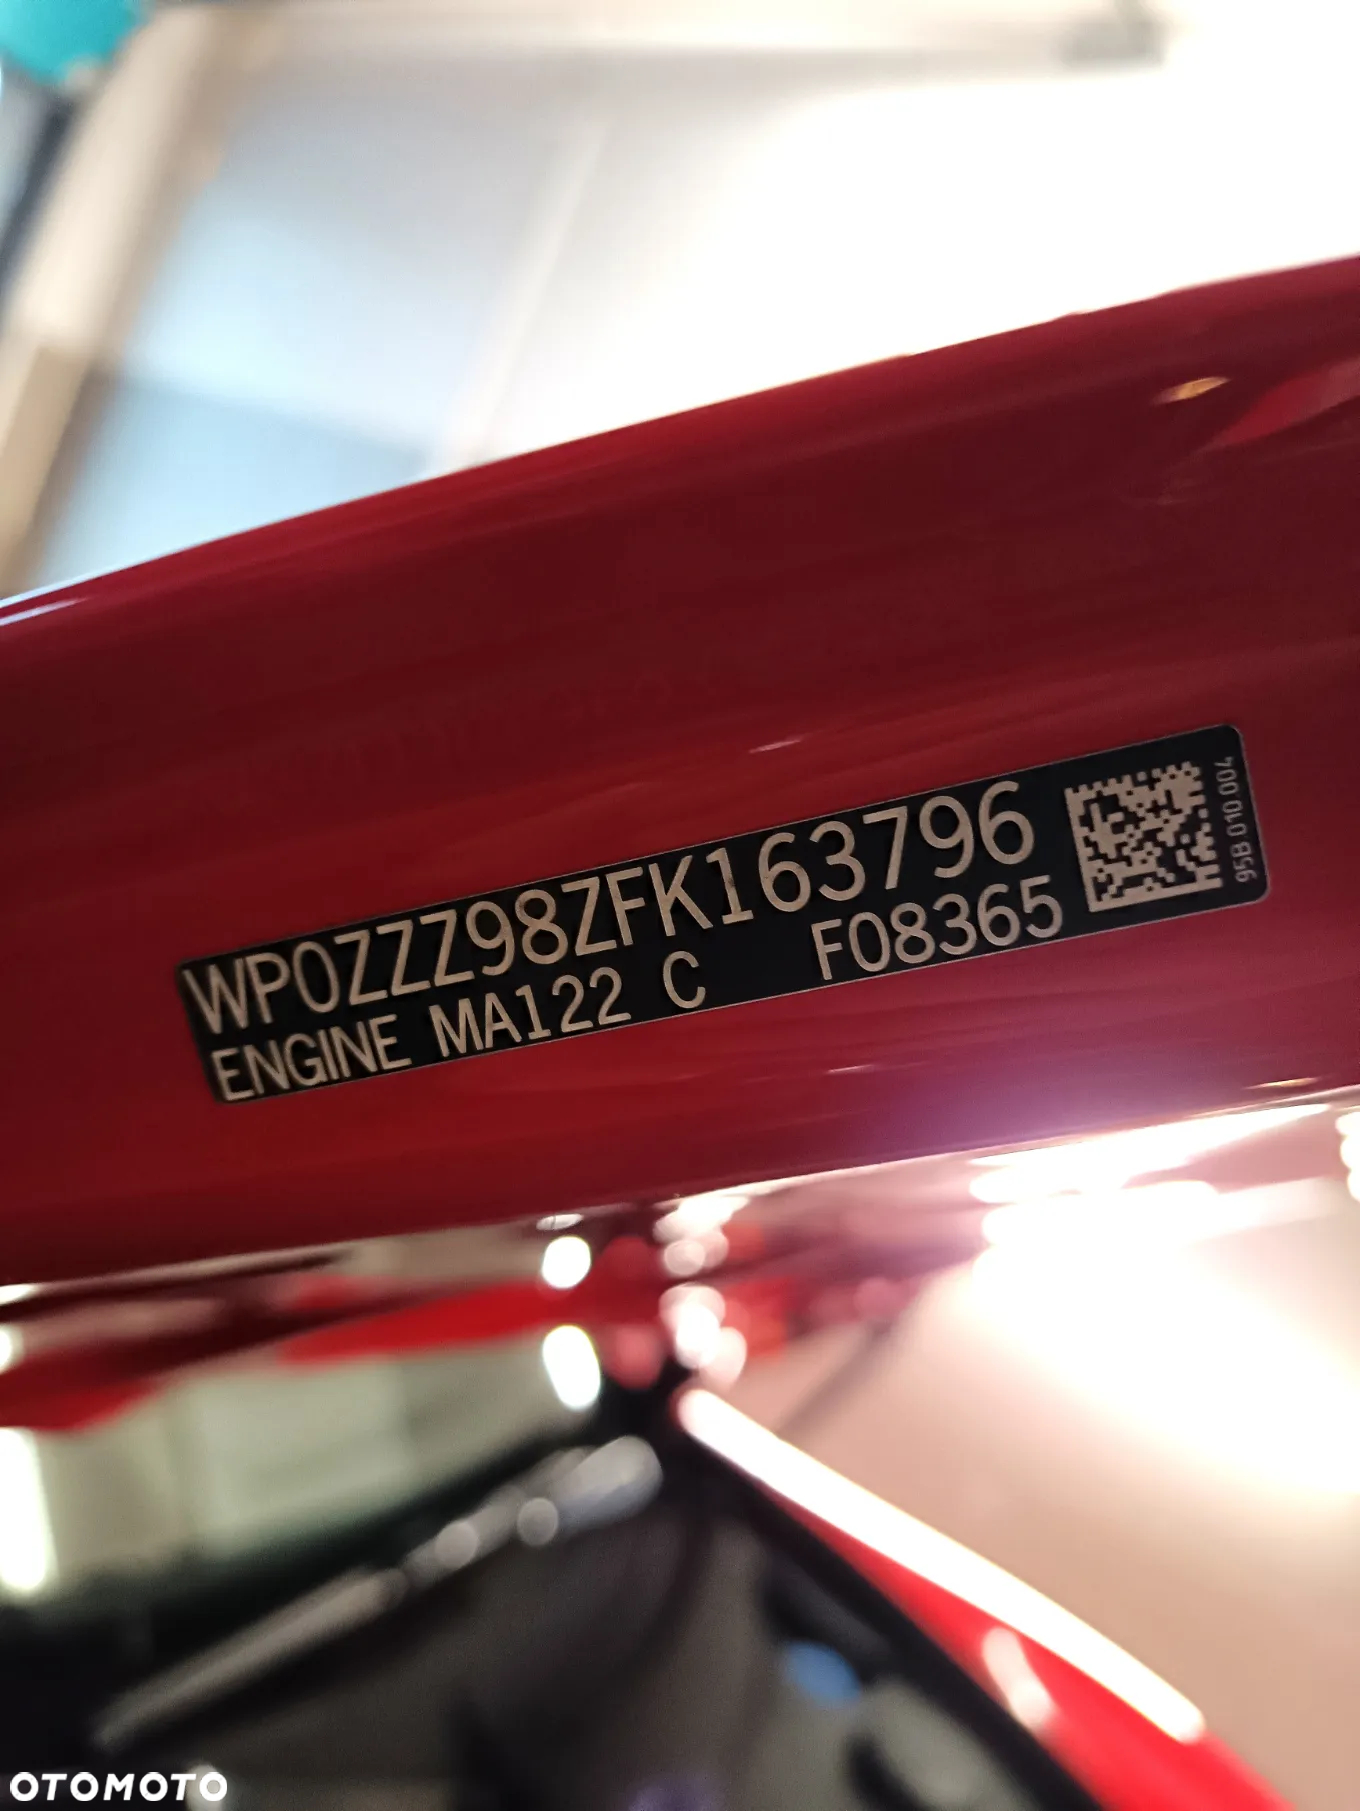 WP0ZZZ98ZFK163796
ENGINE MA122 C F08365
95B 010 004
OTOMOTO